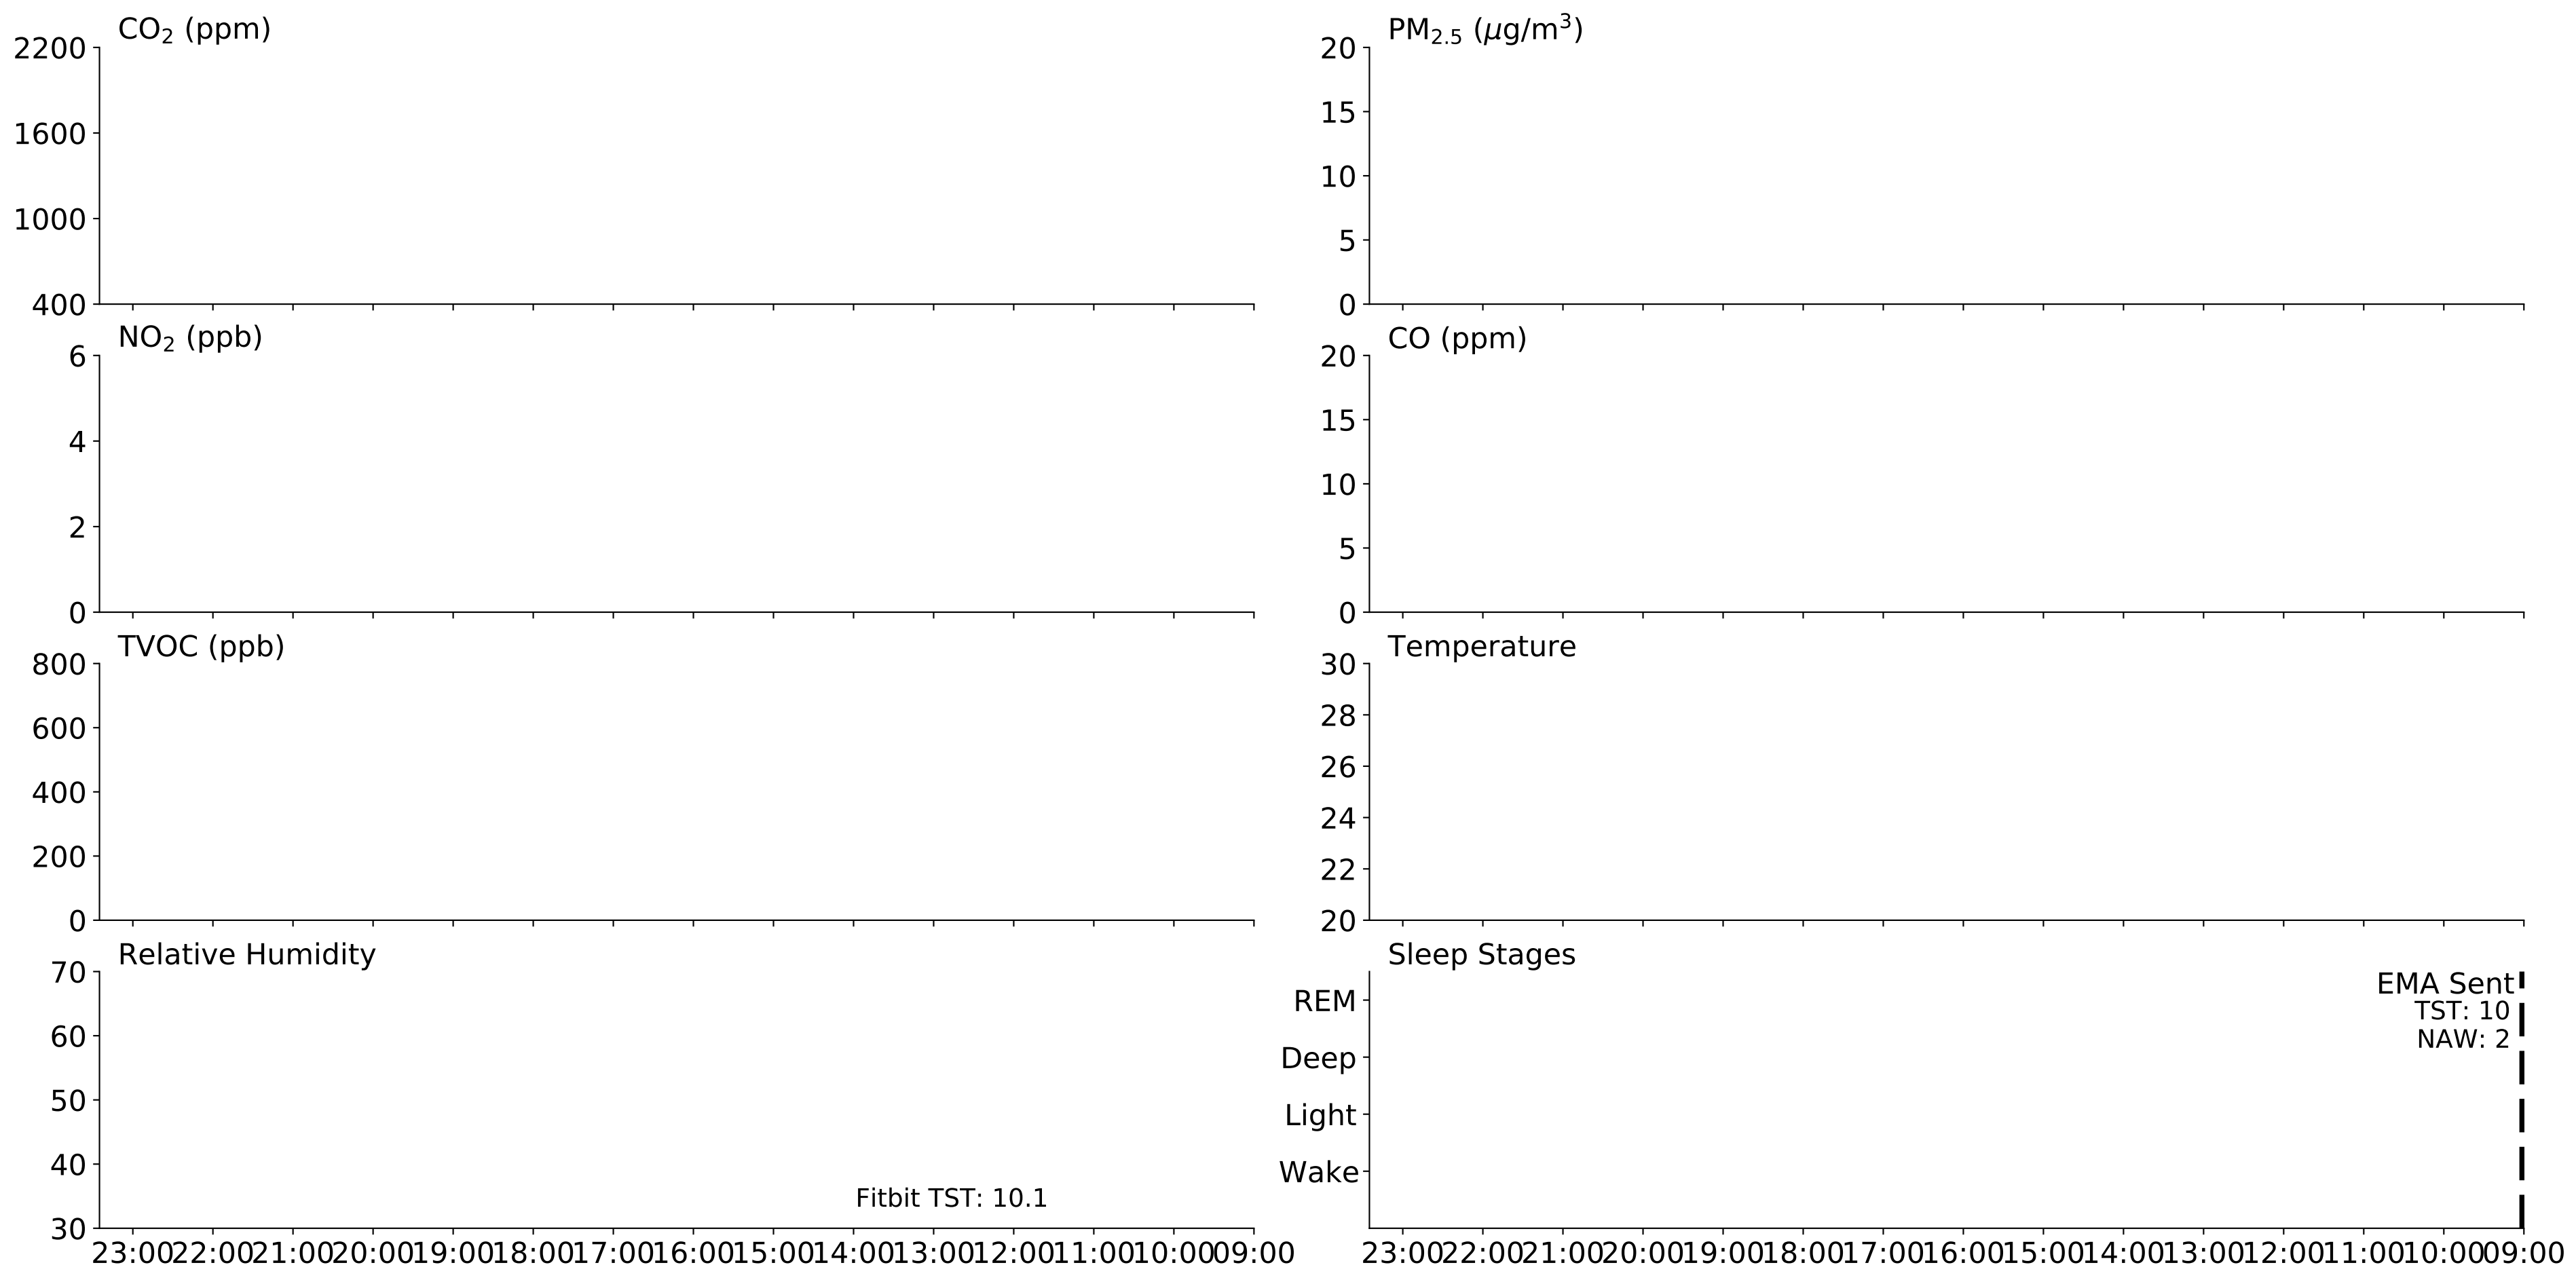 CO₂ (ppm)
2200
1600
1000
400
PM₂.₅ (μg/m³)
20
15
10
5
0
NO₂ (ppb)
6
4
2
0
CO (ppm)
20
15
10
5
0
TVOC (ppb)
800
600
400
200
0
Temperature
30
28
26
24
22
20
Relative Humidity
70
60
50
40
30
Fitbit TST: 10.1
23:00 22:00 21:00 20:00 19:00 18:00 17:00 16:00 15:00 14:00 13:00 12:00 11:00 10:00 09:00
Sleep Stages
REM
Deep
Light
Wake
EMA Sent
TST: 10
NAW: 2
23:00 22:00 21:00 20:00 19:00 18:00 17:00 16:00 15:00 14:00 13:00 12:00 11:00 10:00 09:00